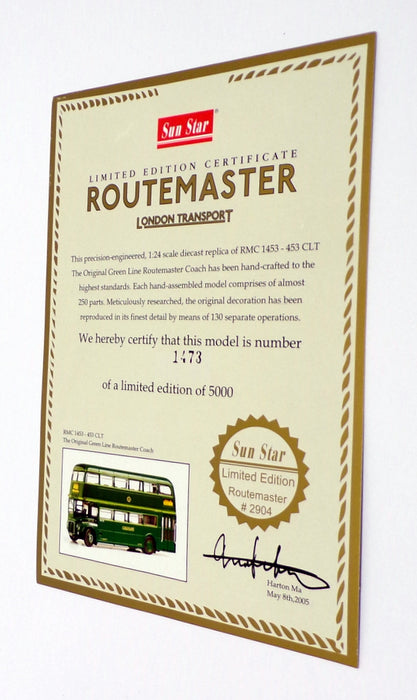 Sun Star
LIMITED EDITION CERTIFICATE
ROUTEMASTER
LONDON TRANSPORT
This precision-engineered, 1:24 scale diecast replica of RMC 1453 - 453 CLT
The Original Green Line Routemaster Coach has been hand-crafted to the
highest standards. Each hand-assembled model comprises of almost
250 parts. Meticulously researched, the original decoration has been
reproduced in its finest detail by means of 130 separate operations.
We hereby certify that this model is number
1473
of a limited edition of 5000
RMC 1453 - 453 CLT
The Original Green Line Routemaster Coach
Sun Star
Limited Edition
Routemaster
# 2904
Harton Ma
May 8th, 2005